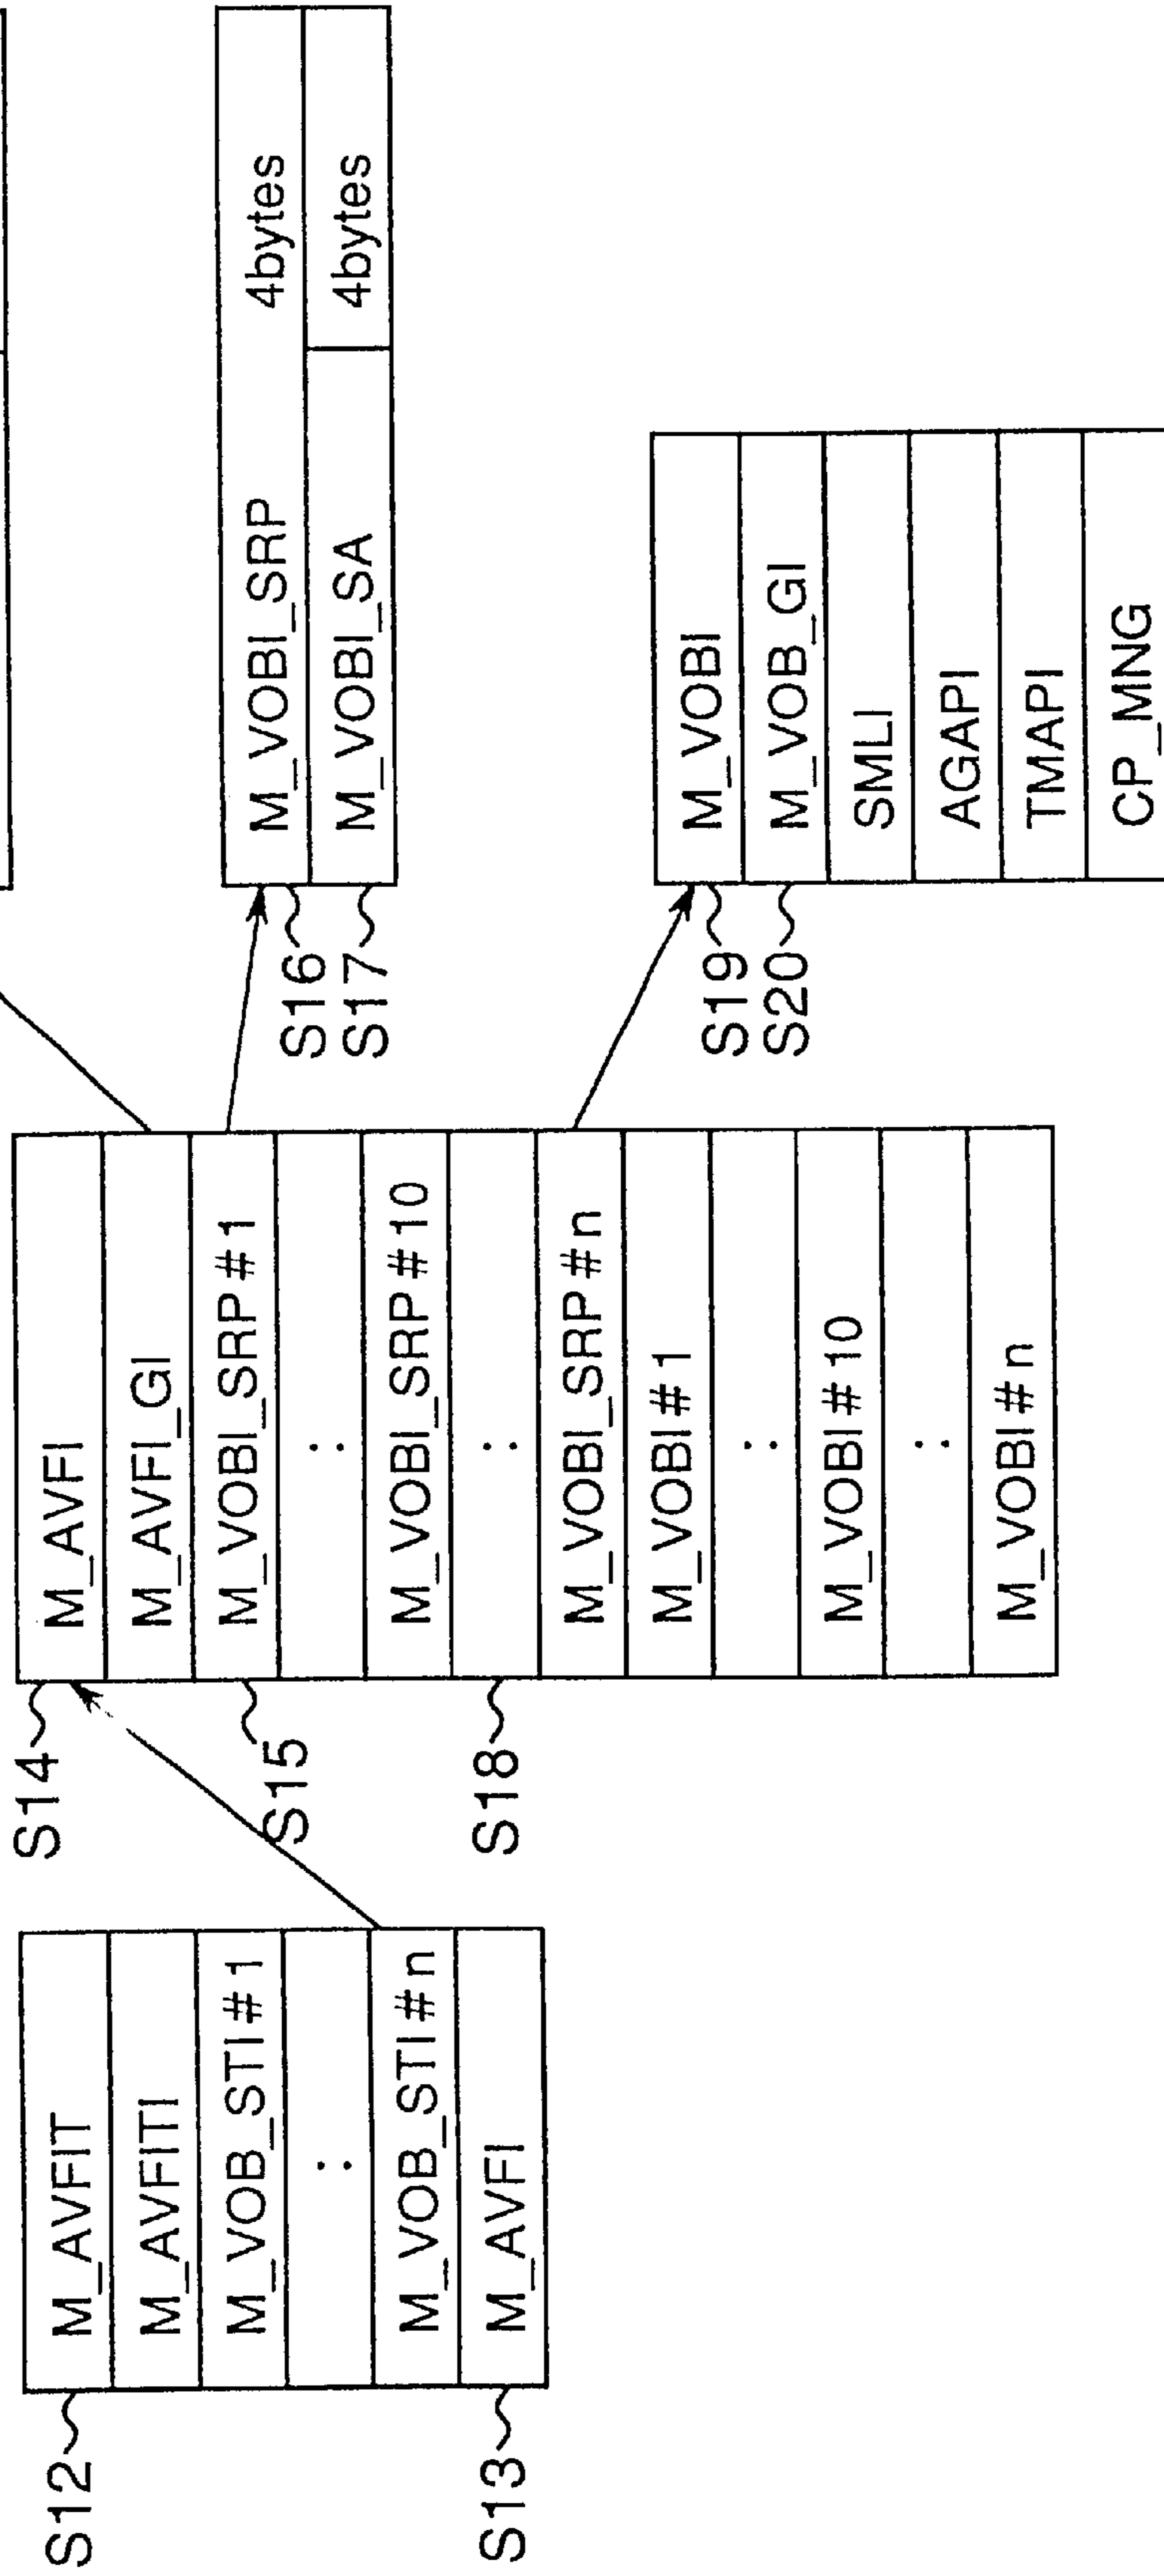 S12
M_AVFIT
M_AVFITI
M_VOB_STI#1
:
M_VOB_STI#n
S13
M_AVFI
S14
M_AVFI
M_AVFI_GI
S15
M_VOBI_SRP#1
:
M_VOBI_SRP#10
S18
:
M_VOBI_SRP#n
M_VOBI#1
:
M_VOBI#10
:
M_VOBI#n
S16
M_VOBI_SRP 4bytes
S17
M_VOBI_SA 4bytes
S19
M_VOBI
S20
M_VOB_GI
SMLI
AGAPI
TMAPI
CP_MNG